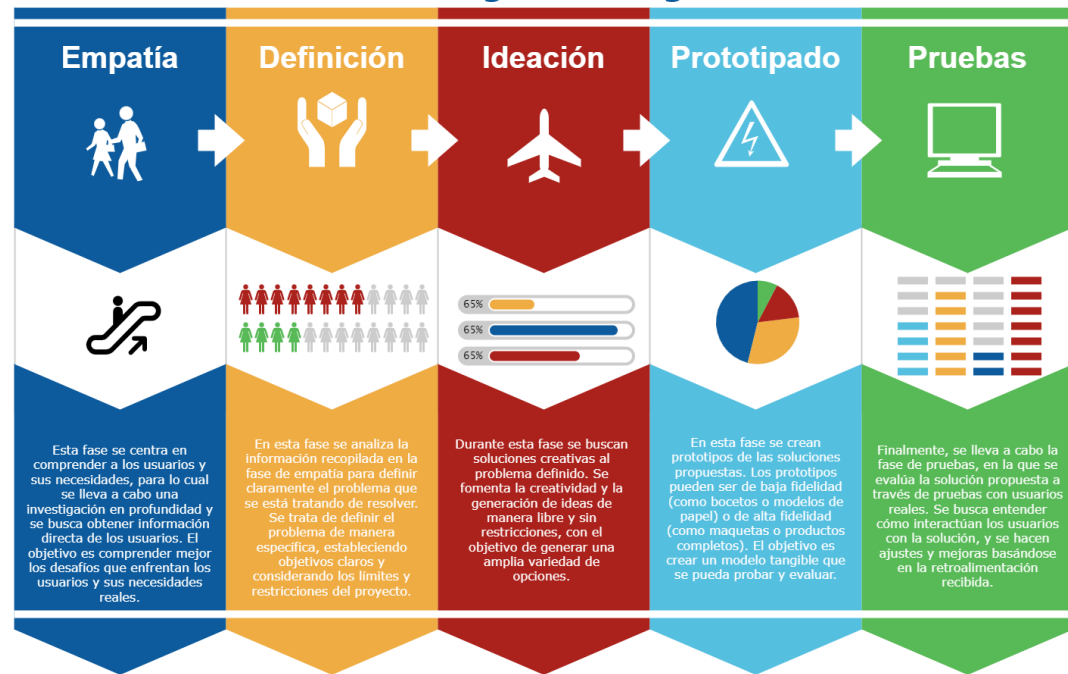 Empatía
Definición
Ideación
Prototipado
Pruebas
65%
65%
65%
Esta fase se centra en
comprender a los usuarios y
sus necesidades, para lo cual
se lleva a cabo una
investigación en profundidad y
se busca obtener información
directa de los usuarios. El
objetivo es comprender mejor
los desafíos que enfrentan los
usuarios y sus necesidades
reales.
En esta fase se analiza la
información recopilada en la
fase de empatía para definir
claramente el problema que
se está tratando de resolver.
Se trata de definir el
problema de manera
específica, estableciendo
objetivos claros y
considerando los límites y
restricciones del proyecto.
Durante esta fase se buscan
soluciones creativas al
problema definido. Se
fomenta la creatividad y la
generación de ideas de
manera libre y sin
restricciones, con el
objetivo de generar una
amplia variedad de
opciones.
En esta fase se crean
prototipos de las soluciones
propuestas. Los prototipos
pueden ser de baja fidelidad
(como bocetos o modelos de
papel) o de alta fidelidad
(como maquetas o productos
completos). El objetivo es
crear un modelo tangible que
se pueda probar y evaluar.
Finalmente, se lleva a cabo la
fase de pruebas, en la que se
evalúa la solución propuesta a
través de pruebas con usuarios
reales. Se busca entender
cómo interactúan los usuarios
con la solución, y se hacen
ajustes y mejoras basándose
en la retroalimentación
recibida.